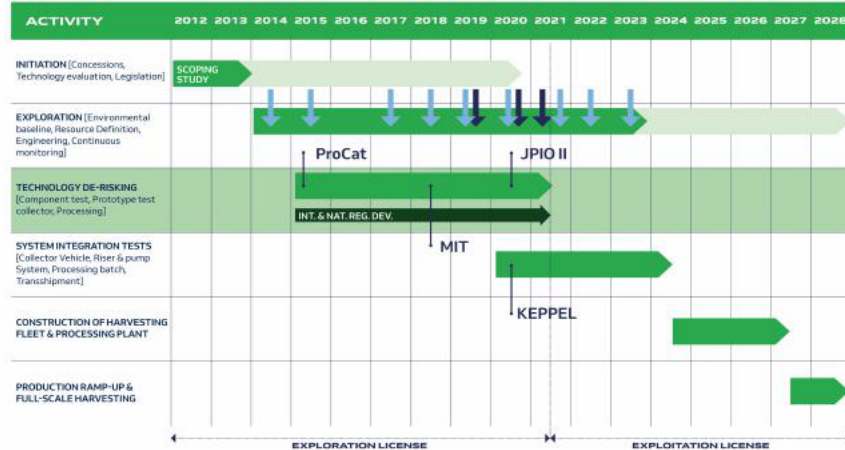 ACTIVITY 2012 2013 2014 2015 2016 2017 2018 2019 2020 2021 2022 2023 2024 2025 2026 2027 2028
INITIATION [Concessions,
Technology evaluation, Legislation]
SCOPING
STUDY
EXPLORATION [Environmental
baseline, Resource Definition,
Engineering, Continuous
monitoring]
ProCat
JPIO II
TECHNOLOGY DE-RISKING
[Component test, Prototype test
collector, Processing]
INT. & NAT. REG. DEV.
MIT
SYSTEM INTEGRATION TESTS
[Collector Vehicle, Riser & pump
System, Processing batch,
Transshipment]
KEPPEL
CONSTRUCTION OF HARVESTING
FLEET & PROCESSING PLANT
PRODUCTION RAMP-UP &
FULL-SCALE HARVESTING
EXPLORATION LICENSE
EXPLOITATION LICENSE